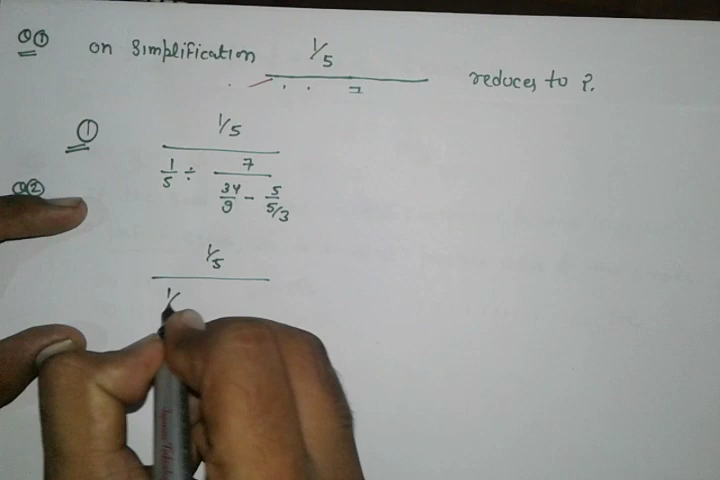 Q① on Simplification 1/5 reduces to ?.
① 1/5
1/5 ÷ 7
34/9 - 5/5/3
Q②
1/5
1/